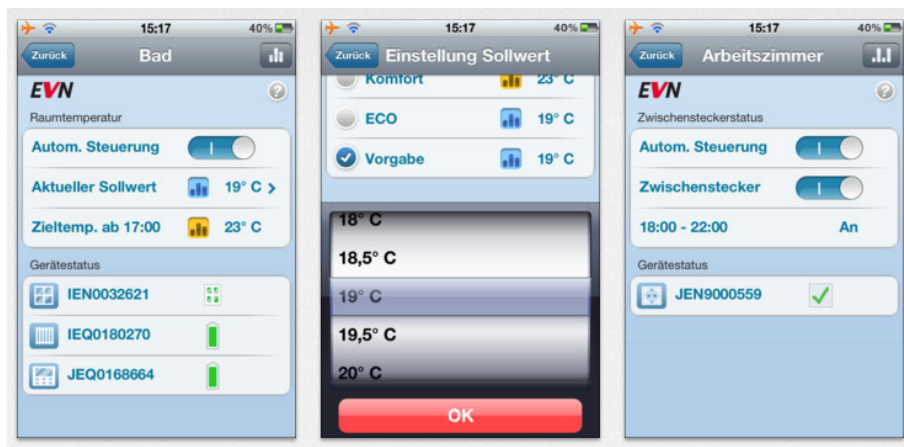 15:17
40%
Zurück
Bad
EVN
Raumtemperatur
Autom. Steuerung
Aktueller Sollwert 19° C
Zieltemp. ab 17:00 23° C
Gerätestatus
IEN0032621
IEQ0180270
JEQ0168664
15:17
40%
Zurück
Einstellung Sollwert
Komfort 23° C
ECO 19° C
Vorgabe 19° C
18° C
18,5° C
19° C
19,5° C
20° C
OK
15:17
40%
Zurück
Arbeitszimmer
EVN
Zwischensteckerstatus
Autom. Steuerung
Zwischenstecker
18:00 - 22:00 An
Gerätestatus
JEN9000559